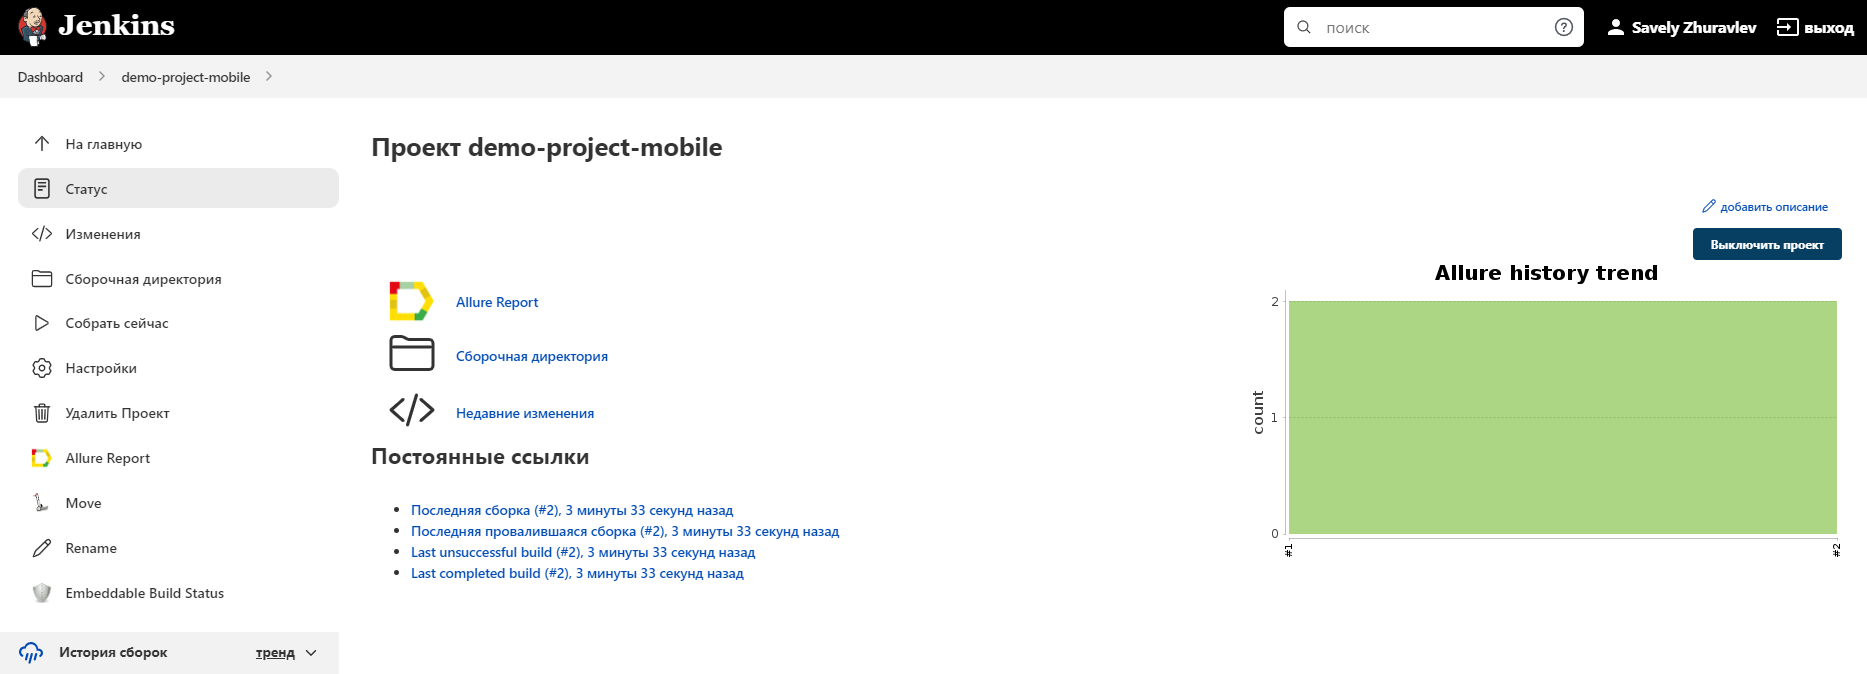 Jenkins
поиск
Savely Zhuravlev
выход
Dashboard
demo-project-mobile
На главную
Статус
Изменения
Сборочная директория
Собрать сейчас
Настройки
Удалить Проект
Allure Report
Move
Rename
Embeddable Build Status
История сборок
тренд
Проект demo-project-mobile
добавить описание
Выключить проект
Allure Report
Сборочная директория
Недавние изменения
Постоянные ссылки
Последняя сборка (#2), 3 минуты 33 секунд назад
Последняя провалившаяся сборка (#2), 3 минуты 33 секунд назад
Last unsuccessful build (#2), 3 минуты 33 секунд назад
Last completed build (#2), 3 минуты 33 секунд назад
Allure history trend
count
2
1
0
#1
#2